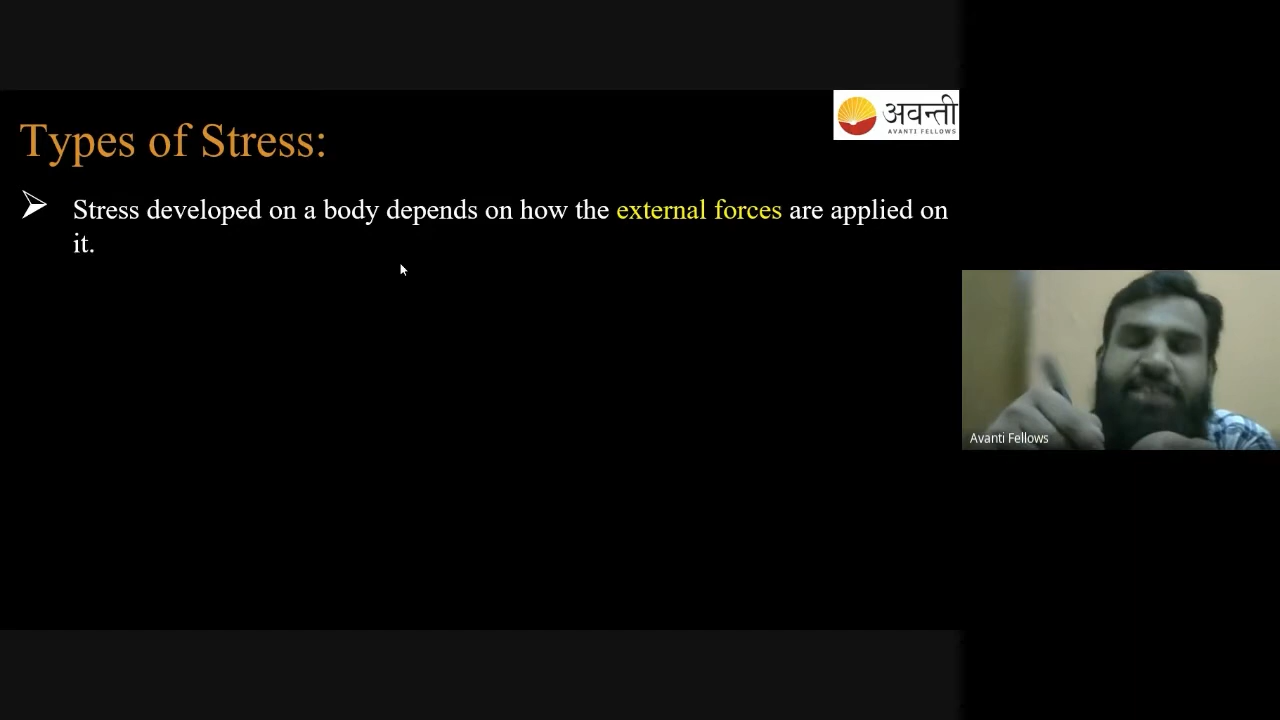 Types of Stress:
अवन्ती
AVANTI FELLOWS
Stress developed on a body depends on how the external forces are applied on
it.
Avanti Fellows